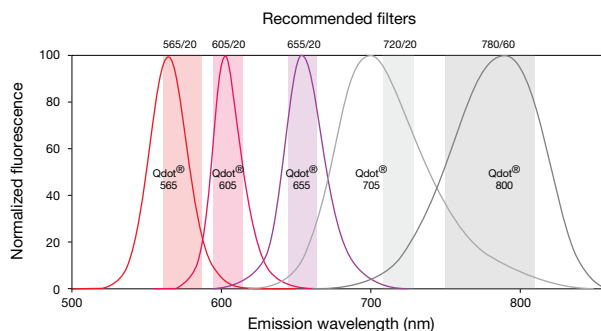 Recommended filters
565/20 605/20 655/20 720/20 780/60
Normalized fluorescence
100
80
60
40
20
0
Qdot®
565
Qdot®
605
Qdot®
655
Qdot®
705
Qdot®
800
500 600 700 800
Emission wavelength (nm)